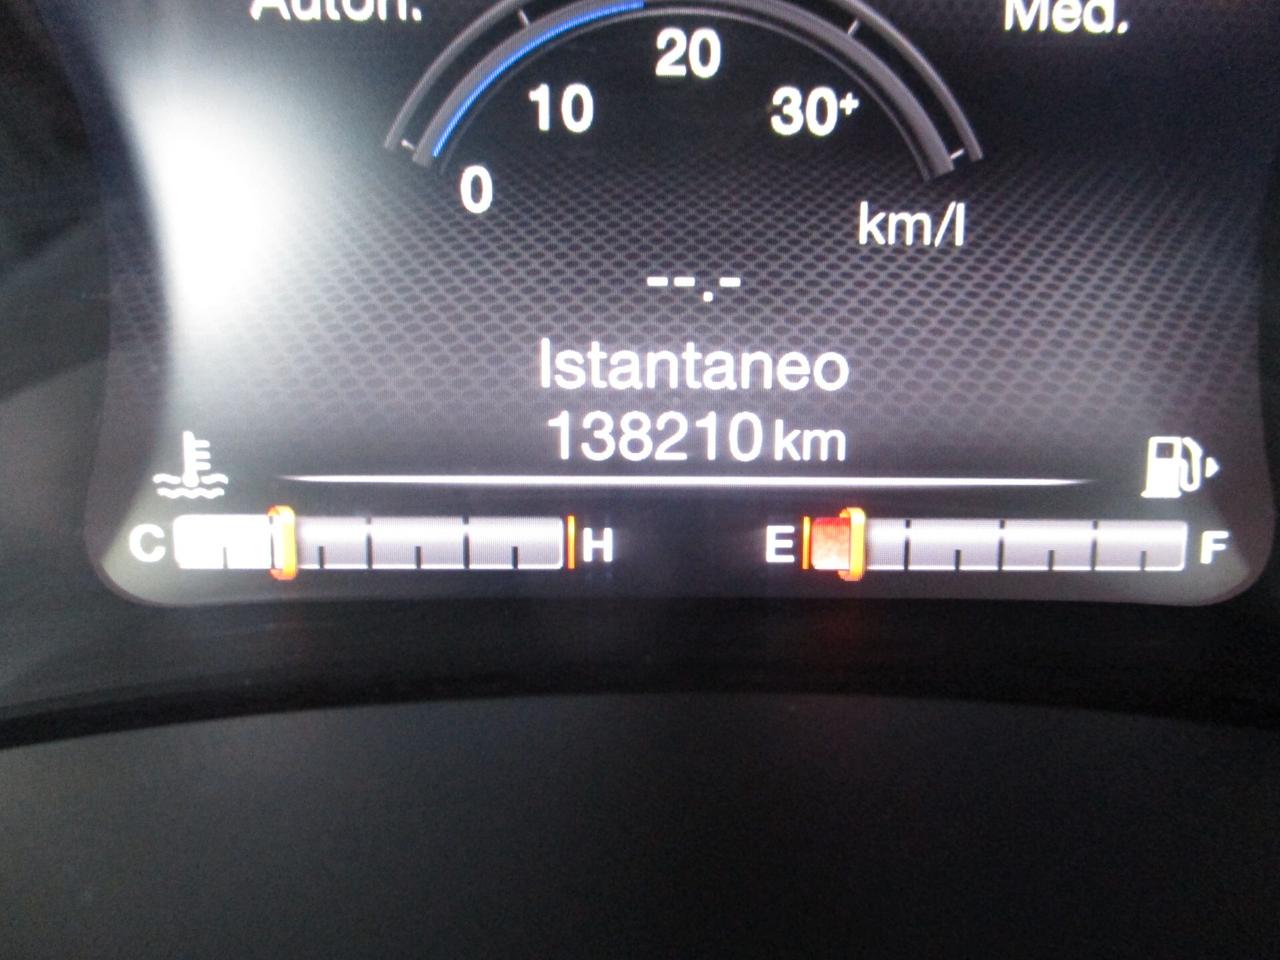 Auton. Med.
20
10 30+
0
km/l
--.-
Istantaneo
138210 km
C H E F